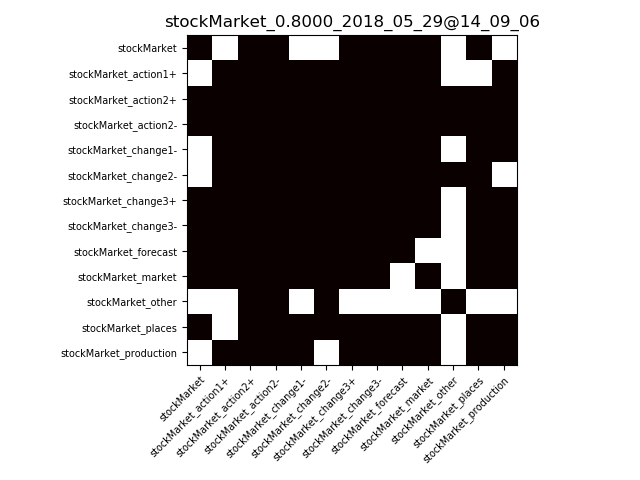 stockMarket_0.8000_2018_05_29@14_09_06
stockMarket
stockMarket_action1+
stockMarket_action2+
stockMarket_action2-
stockMarket_change1-
stockMarket_change2-
stockMarket_change3+
stockMarket_change3-
stockMarket_forecast
stockMarket_market
stockMarket_other
stockMarket_places
stockMarket_production
stockMarket
stockMarket_action1+
stockMarket_action2+
stockMarket_action2-
stockMarket_change1-
stockMarket_change2-
stockMarket_change3+
stockMarket_change3-
stockMarket_forecast
stockMarket_market
stockMarket_other
stockMarket_places
stockMarket_production